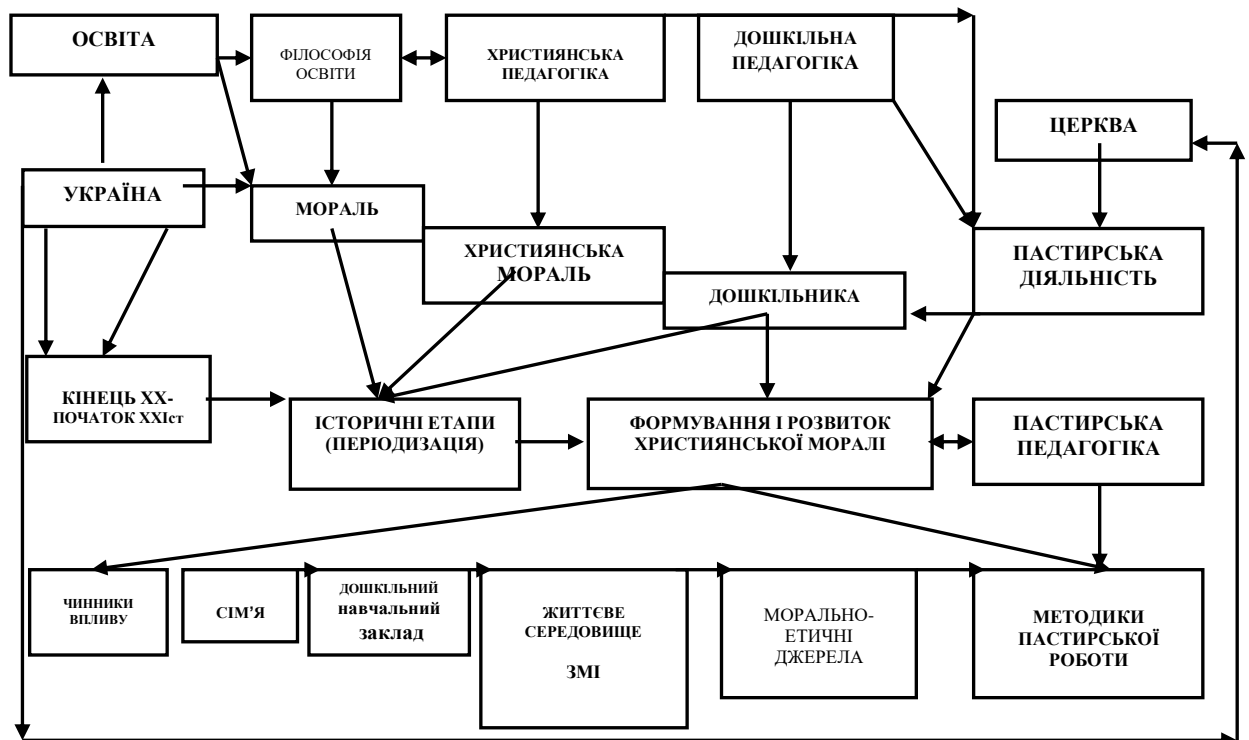 ОСВІТА
ФІЛОСОФІЯ
ОСВІТИ
ХРИСТИЯНСЬКА
ПЕДАГОГІКА
ДОШКІЛЬНА
ПЕДАГОГІКА
ЦЕРКВА
УКРАЇНА
МОРАЛЬ
ХРИСТИЯНСЬКА
МОРАЛЬ
ДОШКІЛЬНИКА
ПАСТИРСЬКА
ДІЯЛЬНІСТЬ
КІНЕЦЬ ХХ-
ПОЧАТОК ХХІст
ІСТОРИЧНІ ЕТАПИ
(ПЕРІОДИЗАЦІЯ)
ФОРМУВАННЯ І РОЗВИТОК
ХРИСТИЯНСЬКОЇ МОРАЛІ
ПАСТИРСЬКА
ПЕДАГОГІКА
ЧИННИКИ
ВПЛИВУ
СІМ'Я
ДОШКІЛЬНИЙ
навчальний
заклад
ЖИТТЄВЕ
СЕРЕДОВИЩЕ
ЗМІ
МОРАЛЬНО-
ЕТИЧНІ
ДЖЕРЕЛА
МЕТОДИКИ
ПАСТИРСЬКОЇ
РОБОТИ